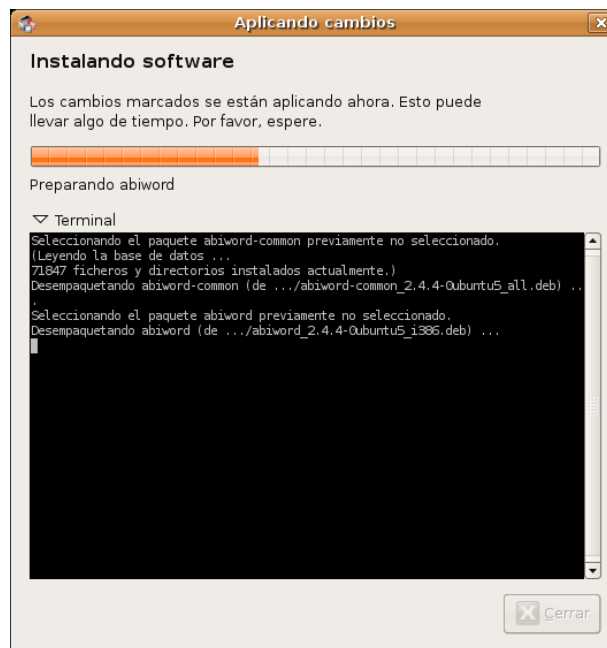 Aplicando cambios
Instalando software
Los cambios marcados se están aplicando ahora. Esto puede
llevar algo de tiempo. Por favor, espere.
Preparando abiword
Terminal
Seleccionando el paquete abiword-common previamente no seleccionado.
(Leyendo la base de datos ...
71847 ficheros y directorios instalados actualmente.)
Desempaquetando abiword-common (de .../abiword-common_2.4.4-0ubuntu5_all.deb) ..
.
Seleccionando el paquete abiword previamente no seleccionado.
Desempaquetando abiword (de .../abiword_2.4.4-0ubuntu5_i386.deb) ...
Cerrar